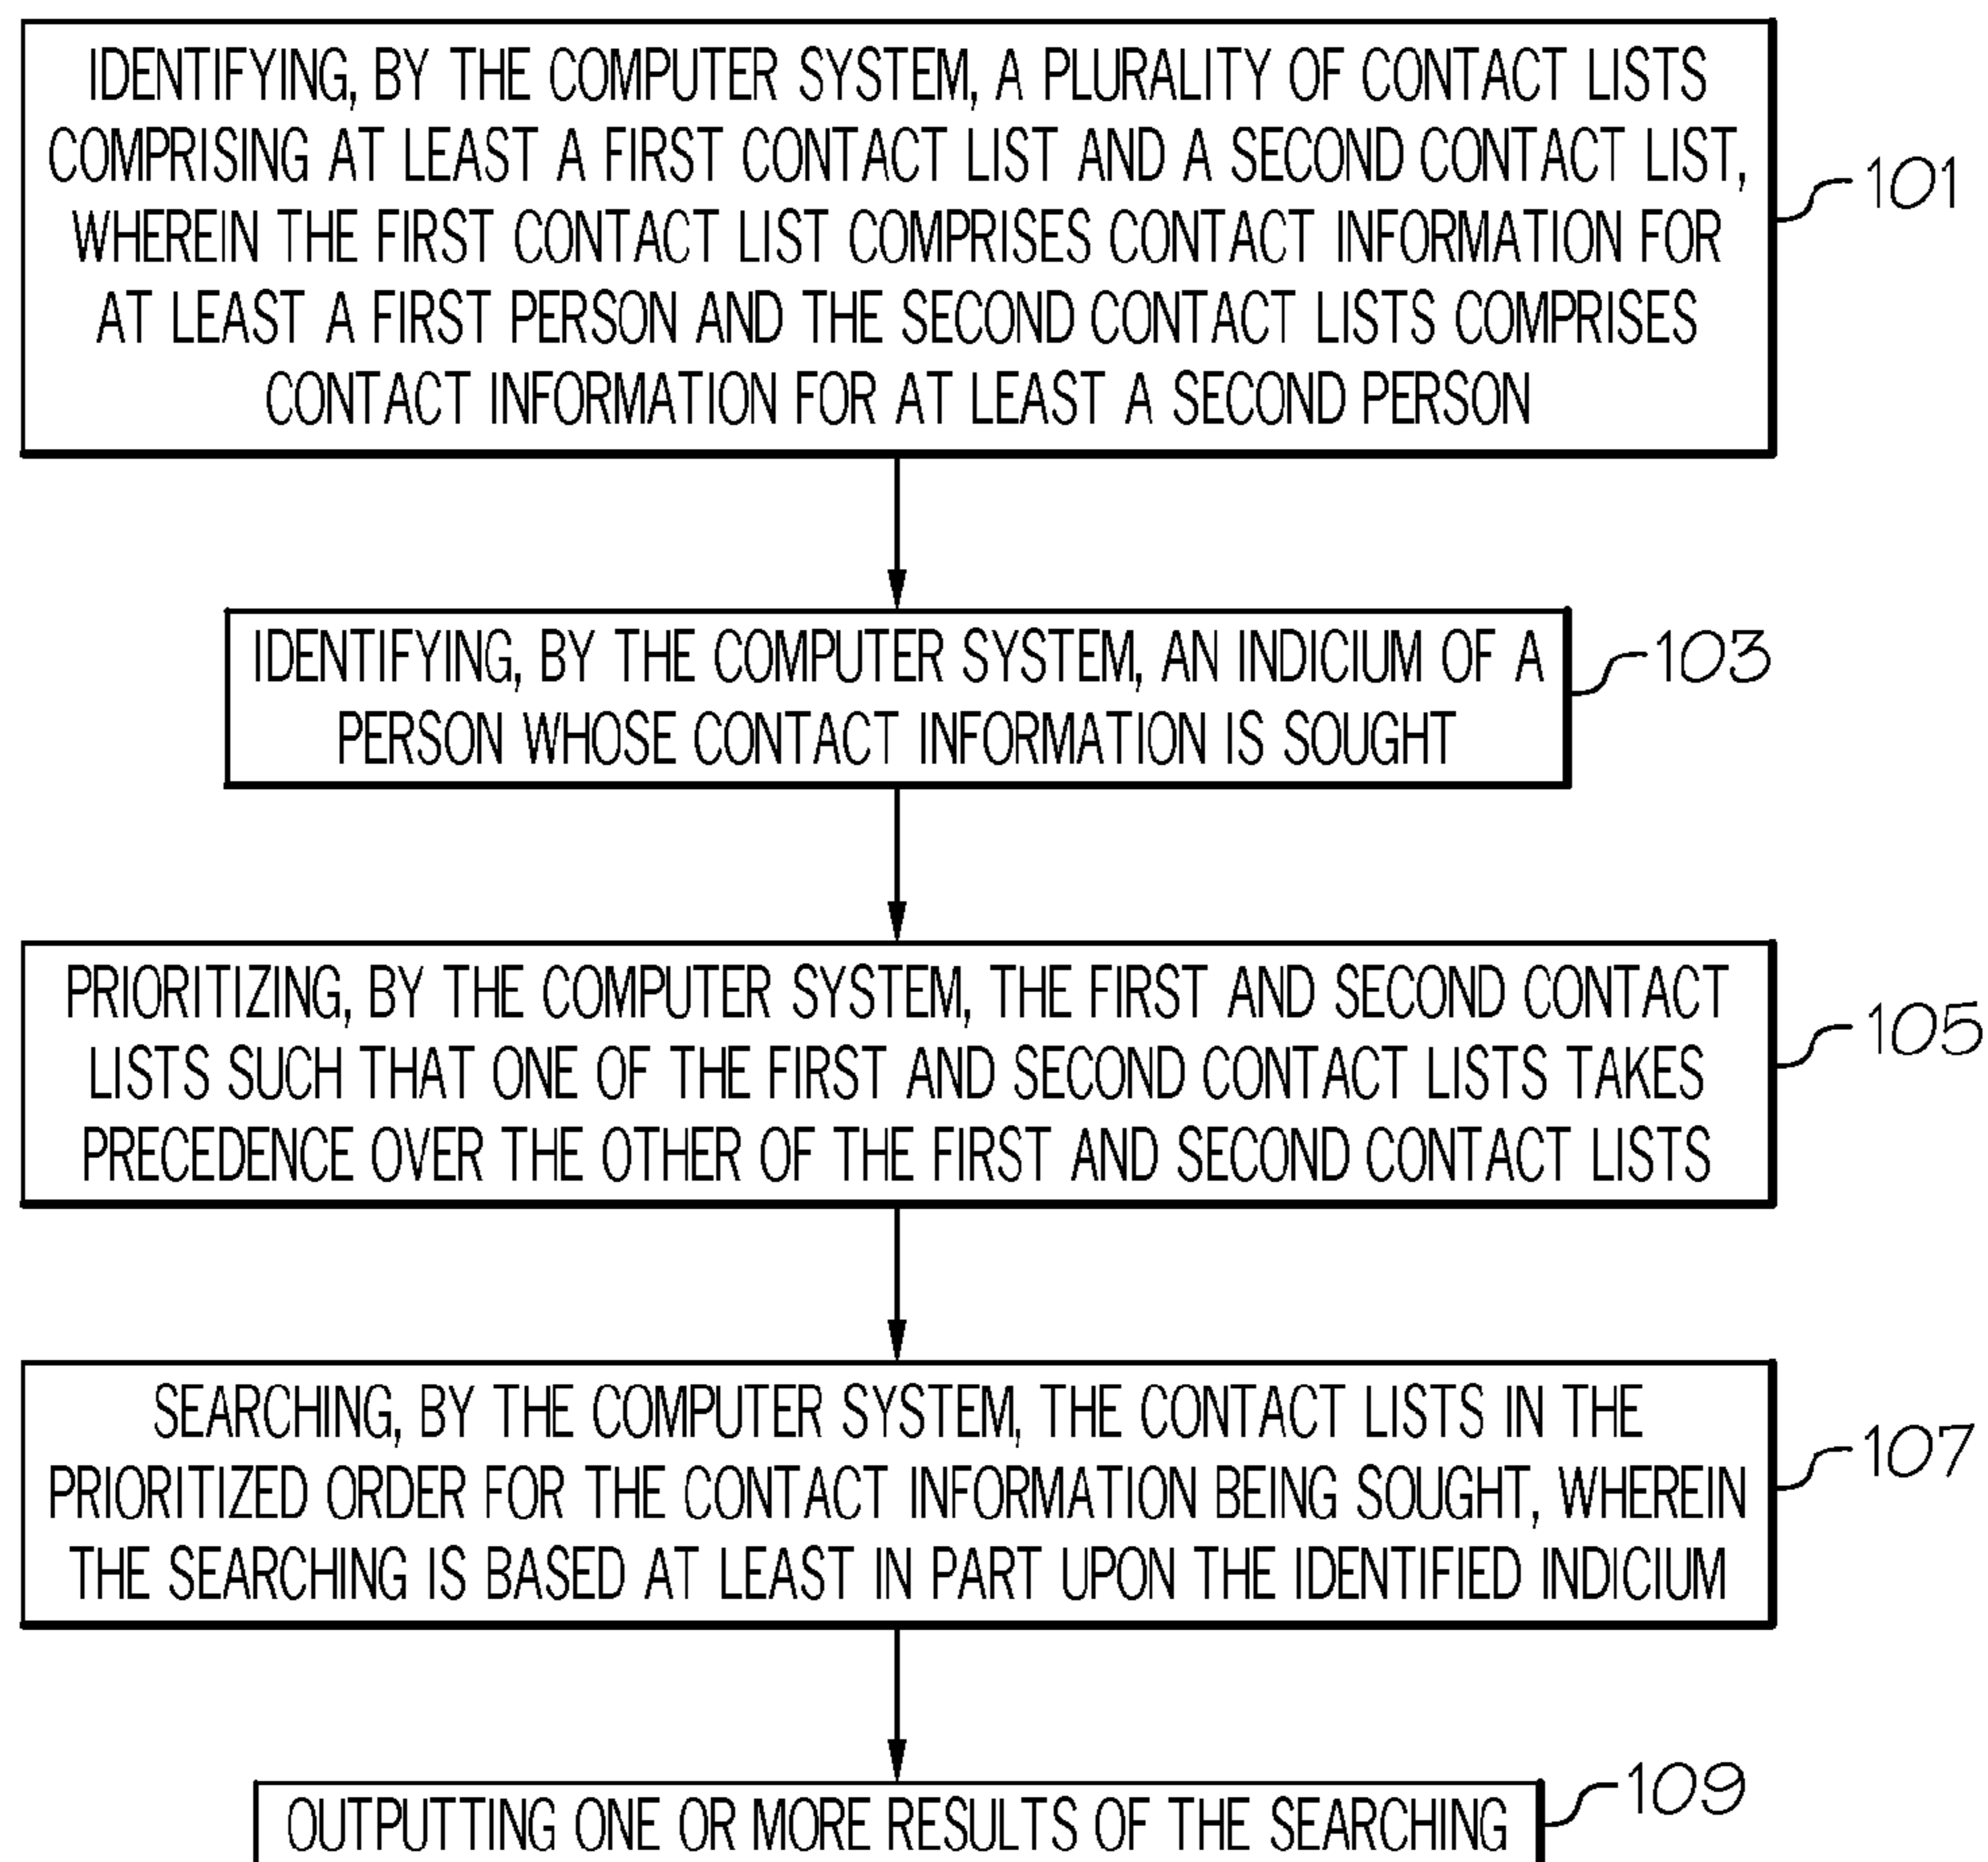 IDENTIFYING, BY THE COMPUTER SYSTEM, A PLURALITY OF CONTACT LISTS
COMPRISING AT LEAST A FIRST CONTACT LIST AND A SECOND CONTACT LIST,
WHEREIN THE FIRST CONTACT LIST COMPRISES CONTACT INFORMATION FOR
AT LEAST A FIRST PERSON AND THE SECOND CONTACT LISTS COMPRISES
CONTACT INFORMATION FOR AT LEAST A SECOND PERSON
101
IDENTIFYING, BY THE COMPUTER SYSTEM, AN INDICIUM OF A
PERSON WHOSE CONTACT INFORMATION IS SOUGHT
103
PRIORITIZING, BY THE COMPUTER SYSTEM, THE FIRST AND SECOND CONTACT
LISTS SUCH THAT ONE OF THE FIRST AND SECOND CONTACT LISTS TAKES
PRECEDENCE OVER THE OTHER OF THE FIRST AND SECOND CONTACT LISTS
105
SEARCHING, BY THE COMPUTER SYSTEM, THE CONTACT LISTS IN THE
PRIORITIZED ORDER FOR THE CONTACT INFORMATION BEING SOUGHT, WHEREIN
THE SEARCHING IS BASED AT LEAST IN PART UPON THE IDENTIFIED INDICIUM
107
OUTPUTTING ONE OR MORE RESULTS OF THE SEARCHING
109